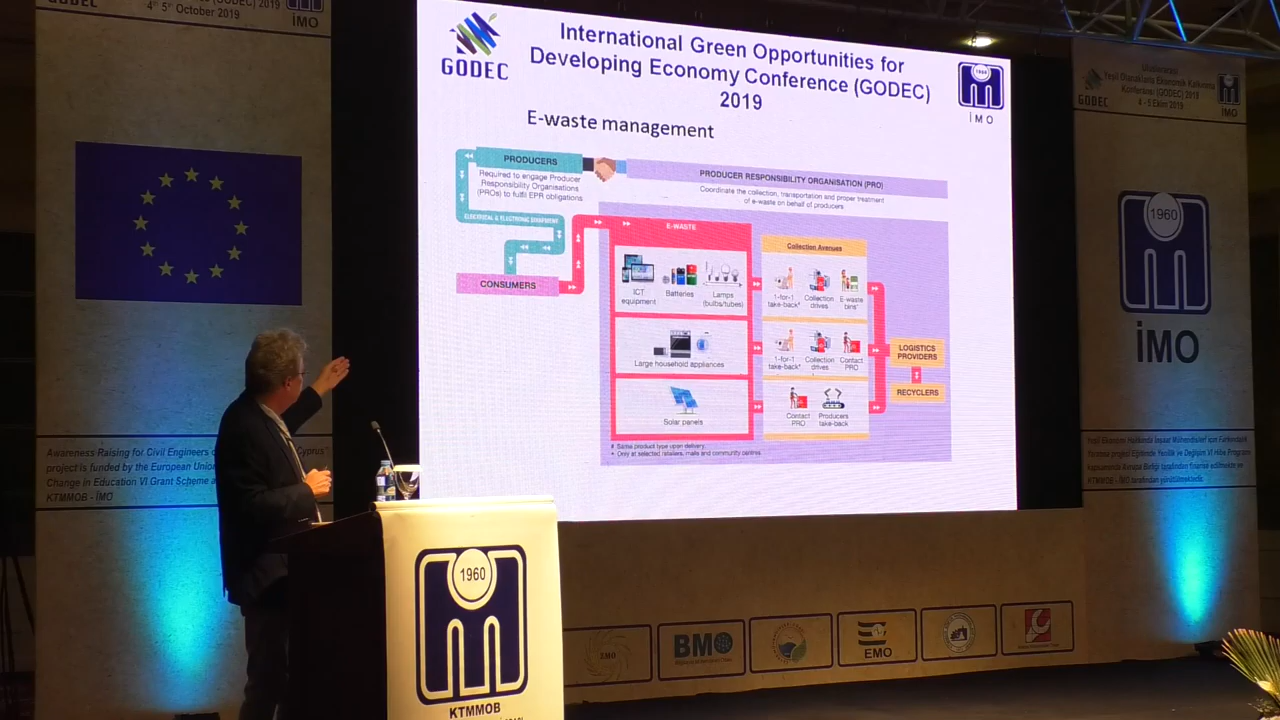 GODEC
4th 5th October 2019
İMO
GODEC
International Green Opportunities for
Developing Economy Conference (GODEC)
2019
1960
İMO
E-waste management
PRODUCERS
Required to engage Producer
Responsibility Organisations
(PROs) to fulfil EPR obligations
ELECTRICAL & ELECTRONIC EQUIPMENT
CONSUMERS
PRODUCER RESPONSIBILITY ORGANISATION (PRO)
Coordinate the collection, transportation and proper treatment
of e-waste on behalf of producers
E-WASTE
ICT
equipment
Batteries
Lamps
(bulbs/tubes)
Large household appliances
Solar panels
Collection Avenues
1-for-1
take-back#
Collection
drives
E-waste
bins+
1-for-1
take-back#
Collection
drives
Contact
PRO
Contact
PRO
Producers
take-back
LOGISTICS
PROVIDERS
RECYCLERS
# Same product type upon delivery.
+ Only at selected retailers, malls and community centres.
Uluslararası
Yeşil Olanakların Ekonomik Katkısına
Konferansı (GODEC) 2019
4 - 5 Ekim 2019
GODEC
İMO
1960
İMO
Awareness Raising for Civil Engineers
Cyprus"
project is funded by the European Union
Change in Education VI Grant Scheme
KTMMOB - İMO
Yeşil Ekonomi Hakkında İnşaat Mühendisleri için Farkındalık
Yaratma projesi Eğitimde Yenilik ve Değişim VI Hibe Programı
kapsamında Avrupa Birliği tarafından finanse edilmekte ve
KTMMOB - İMO tarafından yürütülmektedir.
1960
KTMMOB
BMO
EMO